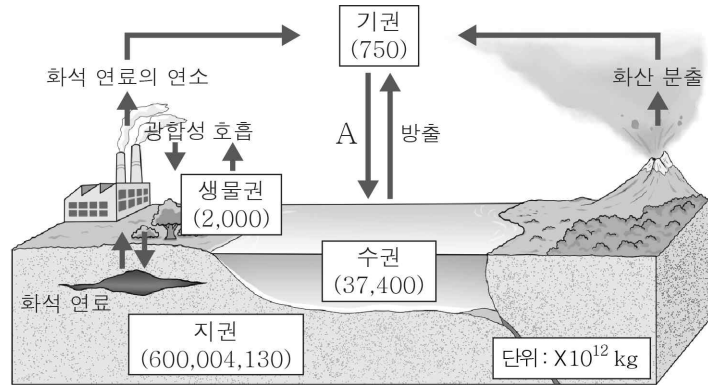 기권
(750)
화석 연료의 연소
화산 분출
광합성 호흡
A
방출
생물권
(2,000)
수권
(37,400)
화석 연료
지권
(600,004,130)
단위 : X10¹² kg